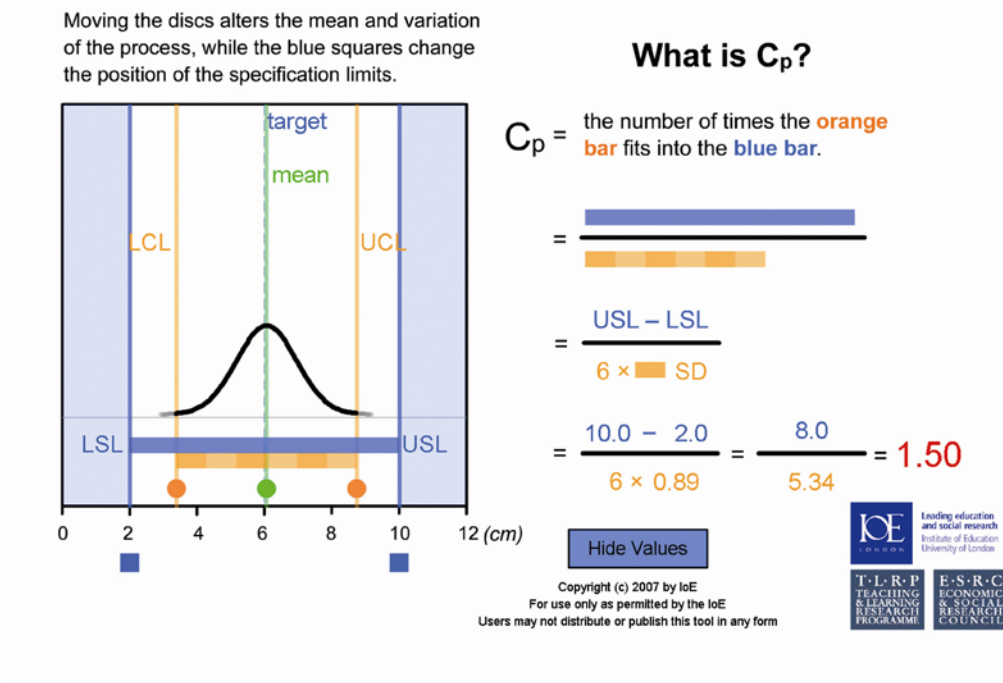 Moving the discs alters the mean and variation
of the process, while the blue squares change
the position of the specification limits.
target
mean
LCL
UCL
LSL
USL
0 2 4 6 8 10 12 (cm)
What is Cp?
Cp = the number of times the orange
bar fits into the blue bar.
=
= USL – LSL
6 × SD
= 10.0 – 2.0 = 8.0 = 1.50
6 × 0.89 5.34
Hide Values
Copyright (c) 2007 by IoE
For use only as permitted by the IoE
Users may not distribute or publish this tool in any form
IOE
LONDON
Leading education
and social research
Institute of Education
University of London
T·L·R·P
TEACHING
& LEARNING
RESEARCH
PROGRAMME
E·S·R·C
ECONOMIC
& SOCIAL
RESEARCH
COUNCIL